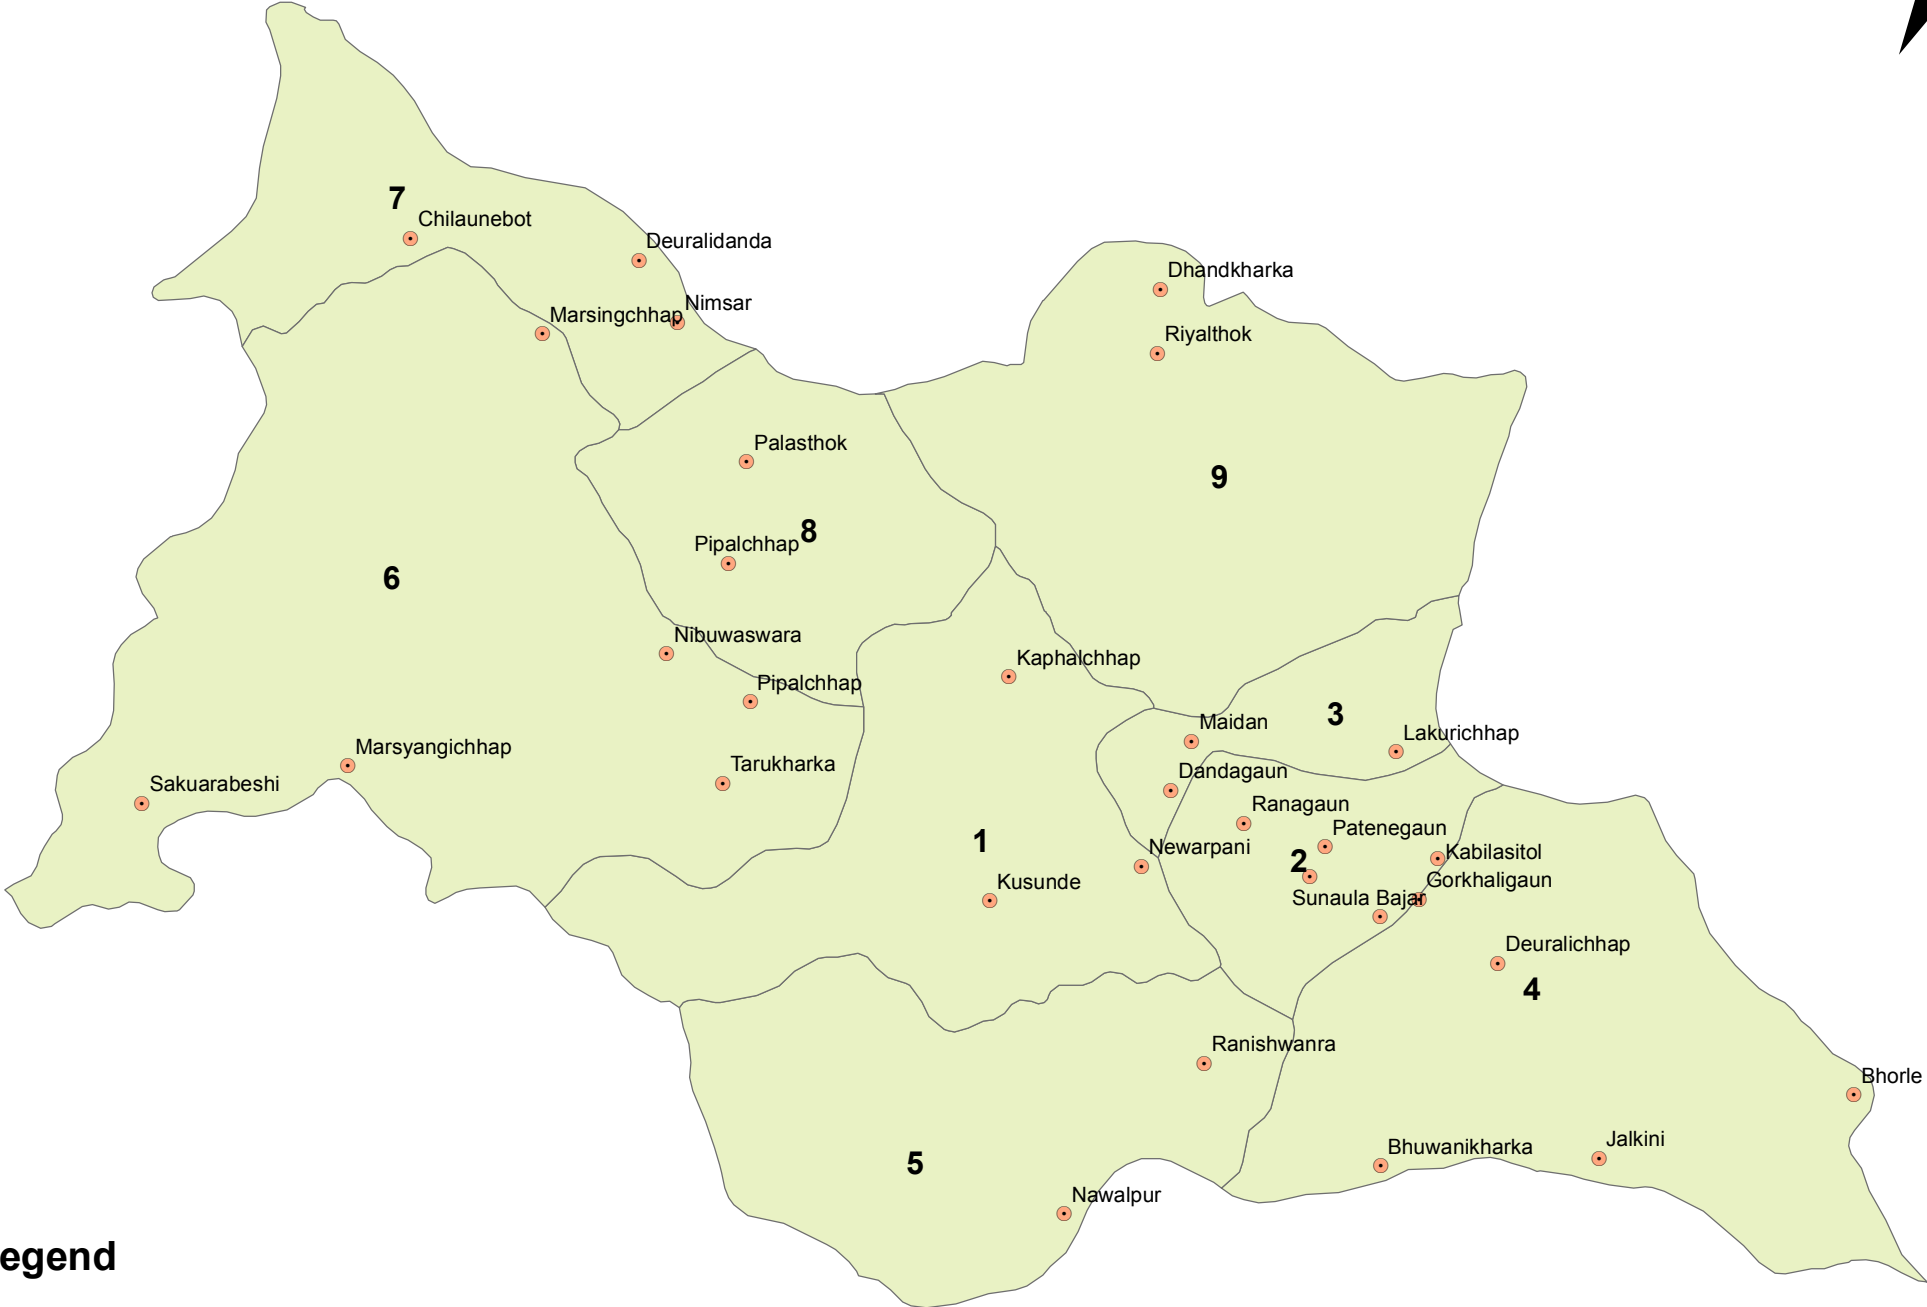 7
Chilaunebot
Deuralidanda
Dhandkharka
Nimsar
Marsingchhap
Riyalthok
Palasthok
9
8
Pipalchhap
6
Nibuwaswara
Kaphalchhap
Pipalchhap
3
Maidan
Lakurichhap
Marsyangichhap
Tarukharka
Dandagaun
Sakuarabeshi
Ranagaun
Patenegaun
1
Newarpani
Kabilasitol
2
Kusunde
Gorkhaligaun
Sunaula Bajar
Deuralichhap
4
Ranishwanra
Bhorle
Jalkini
Bhuwanikharka
5
Nawalpur
egend